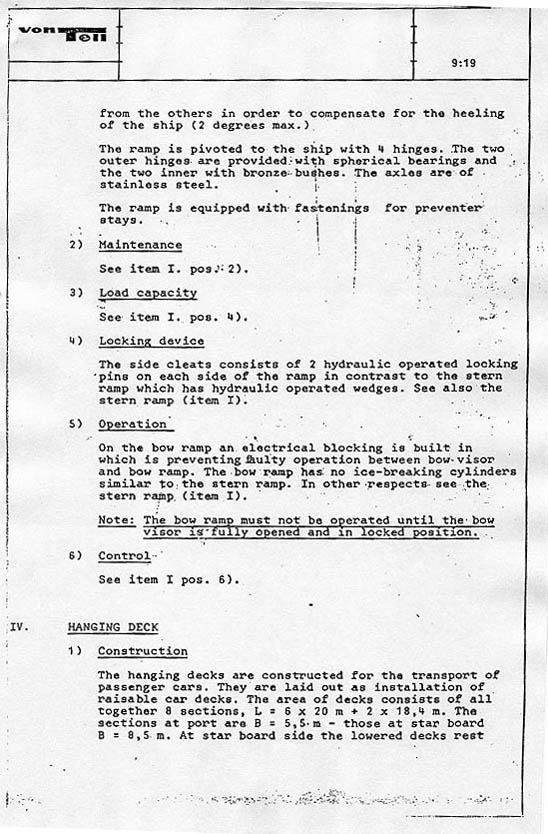 von
Tell
9:19
from the others in order to compensate for the heeling
of the ship (2 degrees max.)
The ramp is pivoted to the ship with 4 hinges. The two
outer hinges are provided with spherical bearings and
the two inner with bronze bushes. The axles are of
stainless steel.
The ramp is equipped with fastenings for preventer
stays.
2) Maintenance
See item I. pos. 2).
3) Load capacity
See item I. pos. 4).
4) Locking device
The side cleats consists of 2 hydraulic operated locking
pins on each side of the ramp in contrast to the stern
ramp which has hydraulic operated wedges. See also the
stern ramp (item I).
5) Operation
On the bow ramp an electrical blocking is built in
which is preventing faulty operation between bow visor
and bow ramp. The bow ramp has no ice-breaking cylinders
similar to the stern ramp. In other respects see the
stern ramp (item I).
Note: The bow ramp must not be operated until the bow
visor is fully opened and in locked position.
6) Control
See item I pos. 6).
IV. HANGING DECK
1) Construction
The hanging decks are constructed for the transport of
passenger cars. They are laid out as installation of
raisable car decks. The area of decks consists of all
together 8 sections, L = 6 x 20 m + 2 x 18,4 m. The
sections at port are B = 5,5 m - those at star board
B = 8,5 m. At star board side the lowered decks rest